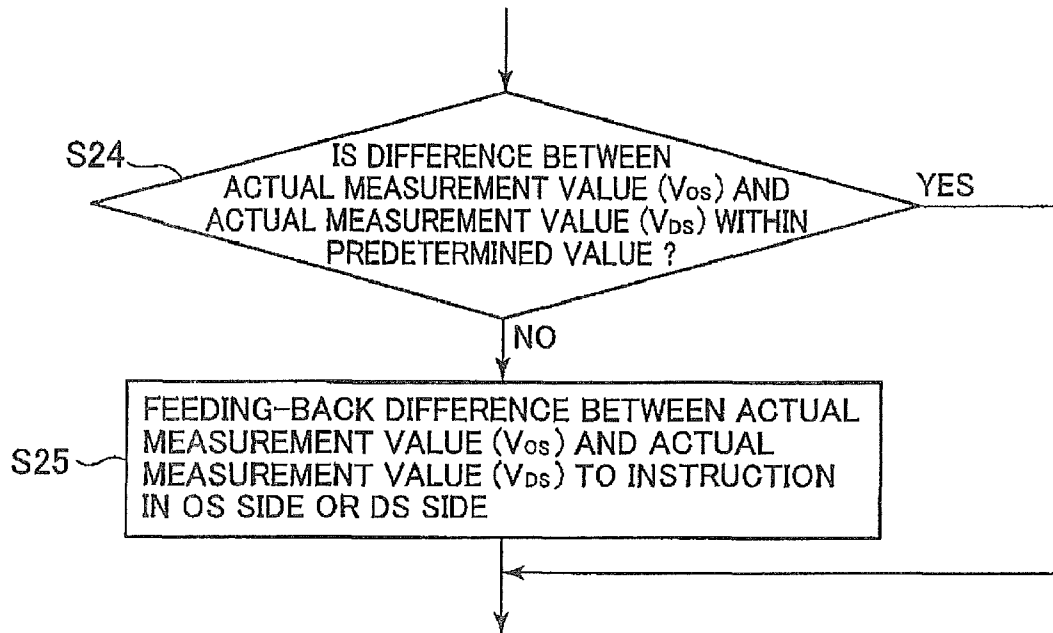 S24
IS DIFFERENCE BETWEEN
ACTUAL MEASUREMENT VALUE (VOS) AND
ACTUAL MEASUREMENT VALUE (VDS) WITHIN
PREDETERMINED VALUE ?
YES
NO
S25
FEEDING-BACK DIFFERENCE BETWEEN ACTUAL
MEASUREMENT VALUE (VOS) AND ACTUAL
MEASUREMENT VALUE (VDS) TO INSTRUCTION
IN OS SIDE OR DS SIDE